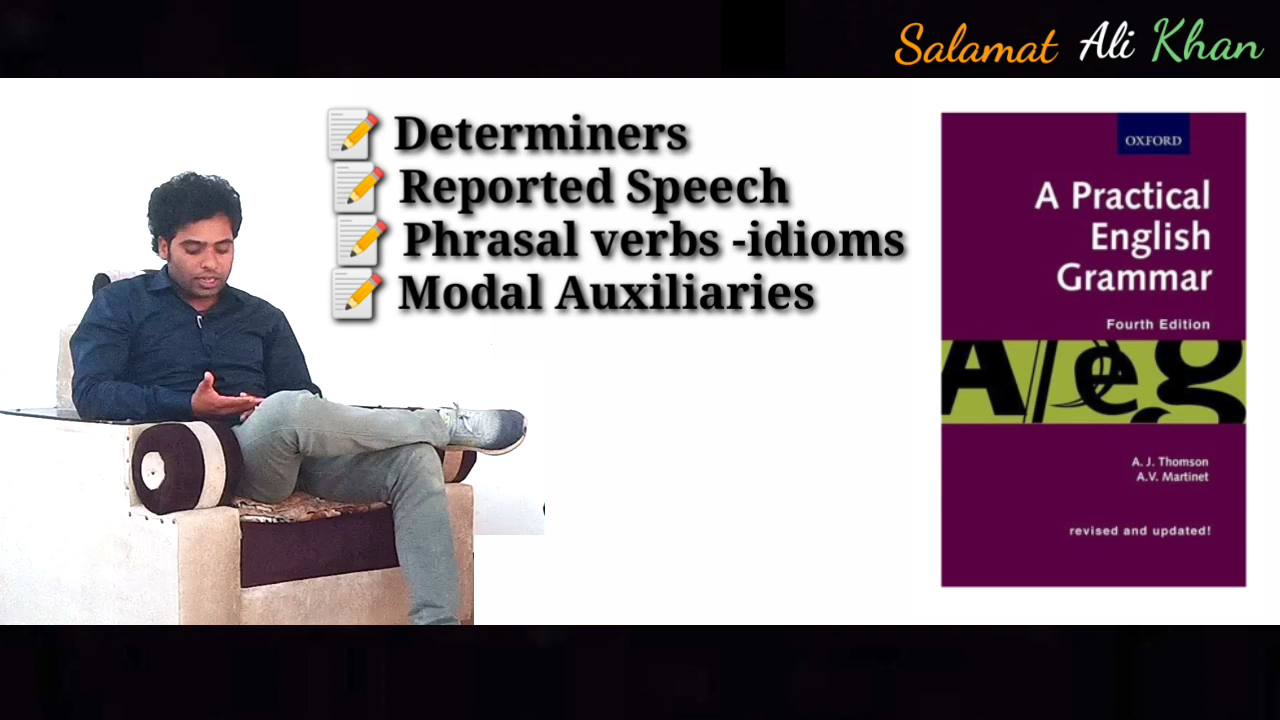 Salamat Ali Khan
Determiners
Reported Speech
Phrasal verbs -idioms
Modal Auxiliaries
OXFORD
A Practical
English
Grammar
Fourth Edition
A/eg
A. J. Thomson
A.V. Martinet
revised and updated!